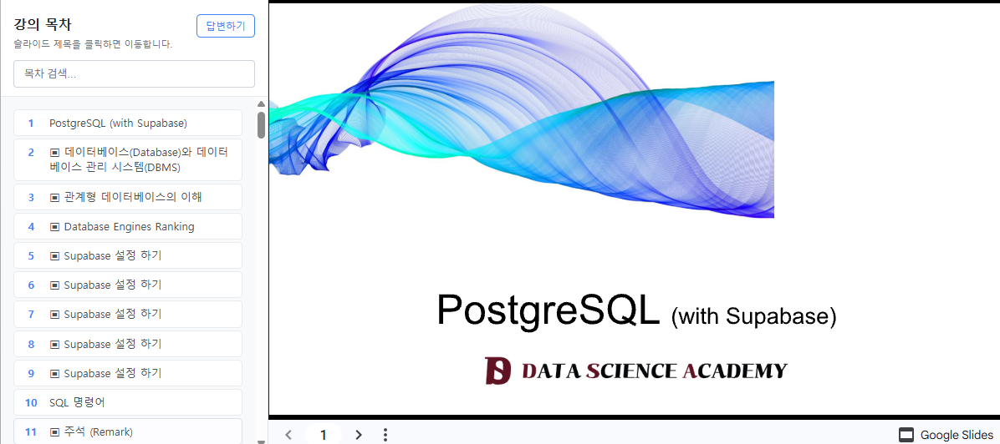 강의 목차
답변하기
슬라이드 제목을 클릭하면 이동합니다.
목차 검색...
1 PostgreSQL (with Supabase)
2 ▣ 데이터베이스(Database)와 데이터
베이스 관리 시스템(DBMS)
3 ▣ 관계형 데이터베이스의 이해
4 ▣ Database Engines Ranking
5 ▣ Supabase 설정 하기
6 ▣ Supabase 설정 하기
7 ▣ Supabase 설정 하기
8 ▣ Supabase 설정 하기
9 ▣ Supabase 설정 하기
10 SQL 명령어
11 ▣ 주석 (Remark)
PostgreSQL (with Supabase)
DATA SCIENCE ACADEMY
1
Google Slides